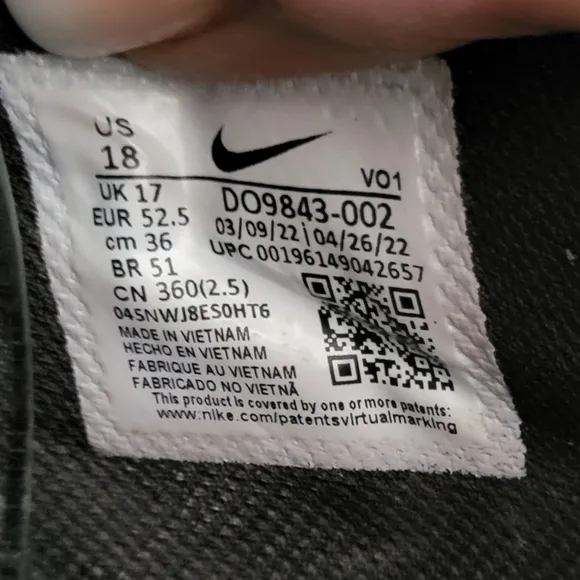 US
18
VO1
UK 17
DO9843-002
EUR 52.5
03/09/22 | 04/26/22
cm 36
UPC 00196149042657
BR 51
CN 360(2.5)
045NWJ8ES0HT6
MADE IN VIETNAM
HECHO EN VIETNAM
FABRIQUE AU VIETNAM
FABRICADO NO VIETNÃ
This product is covered by one or more patents:
www.nike.com/patentsvirtualmarking